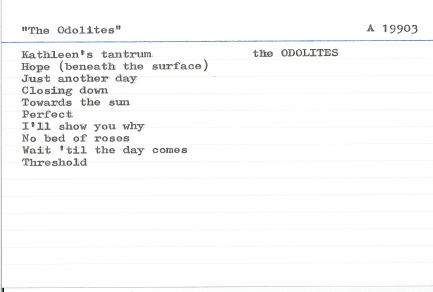 "The Odolites" A 19903
Kathleen's tantrum the ODOLITES
Hope (beneath the surface)
Just another day
Closing down
Towards the sun
Perfect
I'll show you why
No bed of roses
Wait 'til the day comes
Threshold